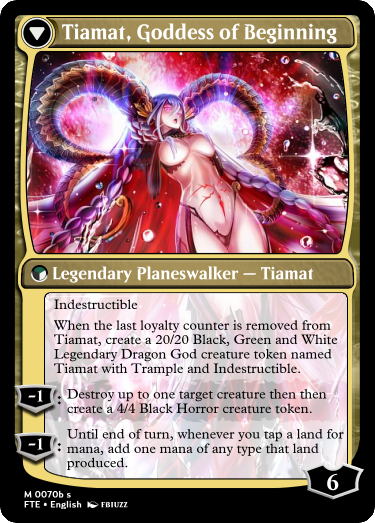 Tiamat, Goddess of Beginning
Legendary Planeswalker — Tiamat
Indestructible
When the last loyalty counter is removed from
Tiamat, create a 20/20 Black, Green and White
Legendary Dragon God creature token named
Tiamat with Trample and Indestructible.
-1: Destroy up to one target creature then then
create a 4/4 Black Horror creature token.
-1: Until end of turn, whenever you tap a land for
mana, add one mana of any type that land
produced.
6
M 0070b s
FTE • English FB1UZZ